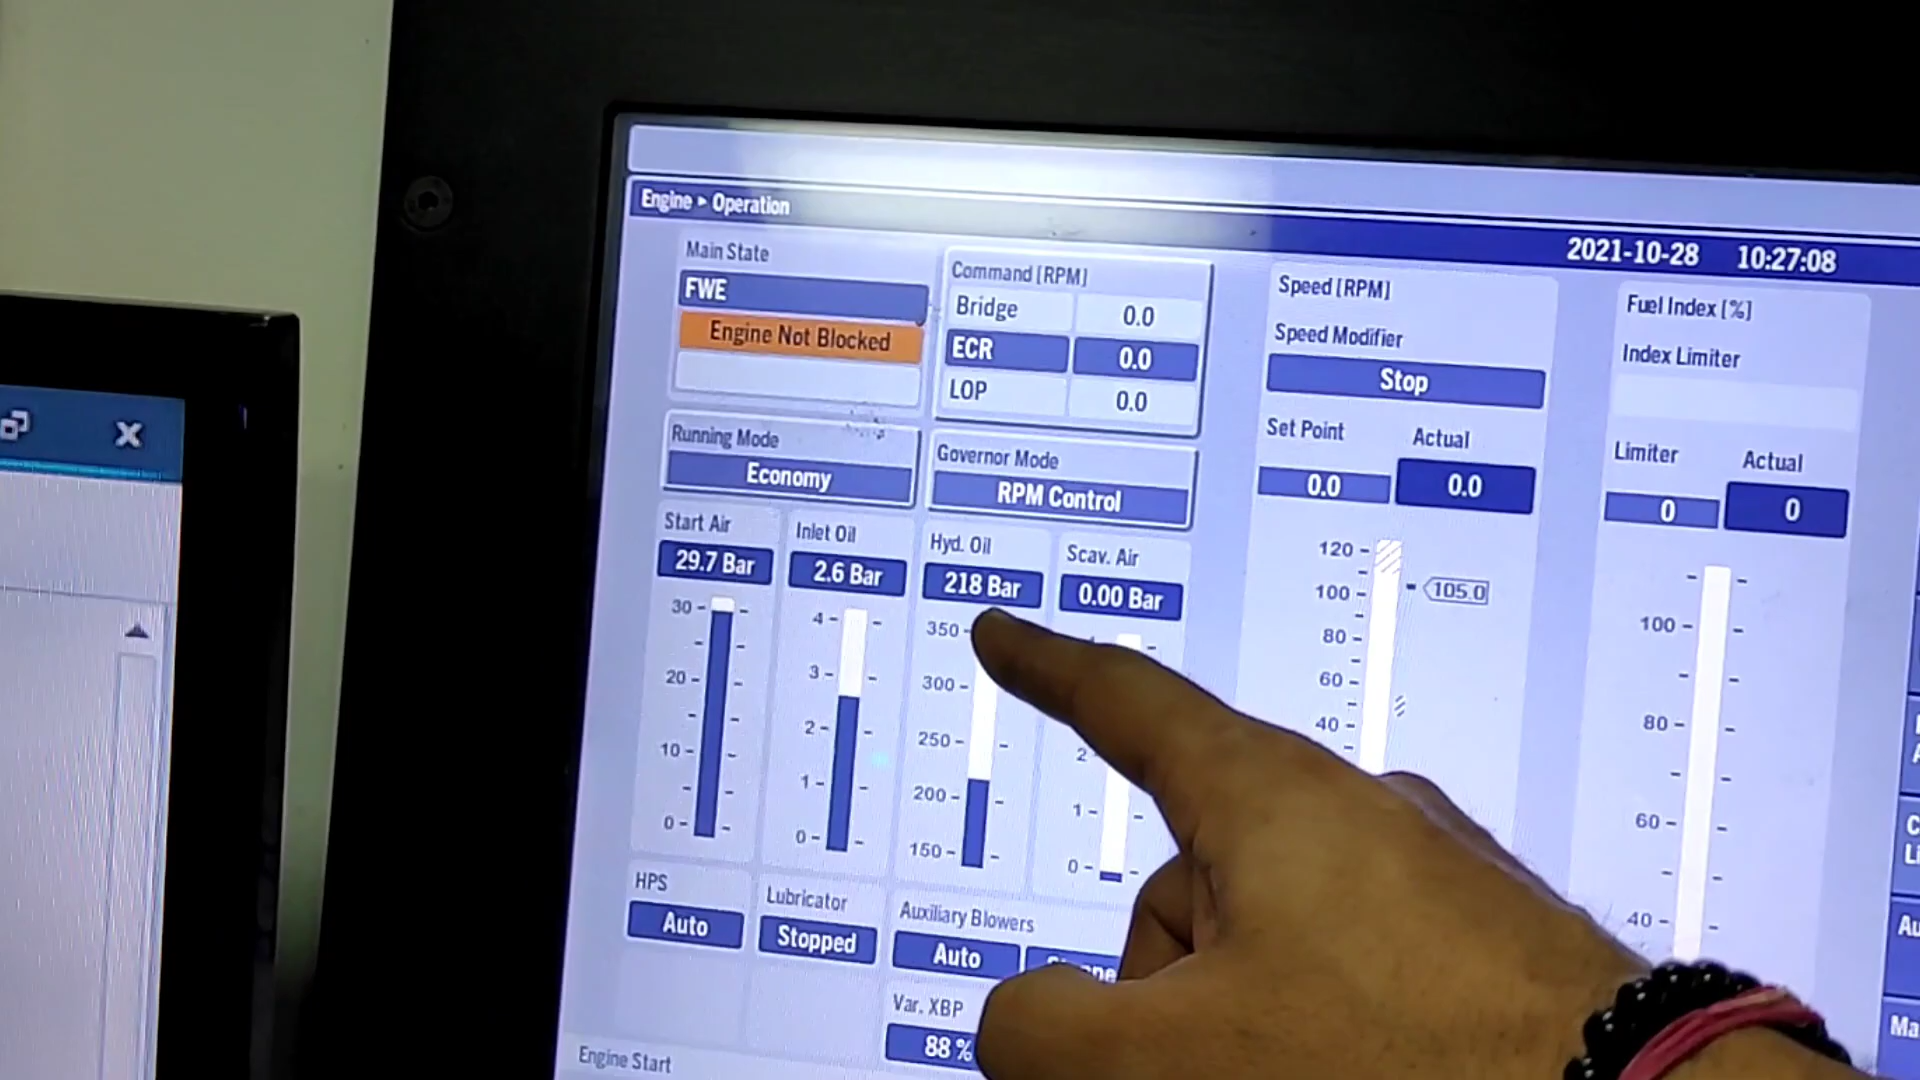 Engine ▸ Operation
2021-10-28 10:27:08
Main State
FWE
Engine Not Blocked
Command [RPM]
Bridge 0.0
ECR 0.0
LOP 0.0
Speed [RPM]
Speed Modifier
Stop
Set Point Actual
0.0 0.0
Fuel Index [%]
Index Limiter
Limiter Actual
0 0
Running Mode
Economy
Governor Mode
RPM Control
Start Air
29.7 Bar
30
20
10
0
Inlet Oil
2.6 Bar
4
3
2
1
0
Hyd. Oil
218 Bar
350
300
250
200
150
Scav. Air
0.00 Bar
2
1
0
120
100
80
60
40
105.0
100
80
60
40
HPS
Auto
Lubricator
Stopped
Auxiliary Blowers
Auto
Var. XBP
88 %
Engine Start
Au
Ma